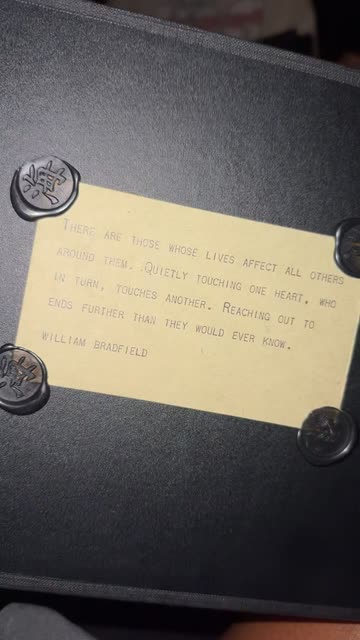 There are those whose lives affect all others
around them. Quietly touching one heart, who
in turn, touches another. Reaching out to
ends further than they would ever know.
William Bradfield